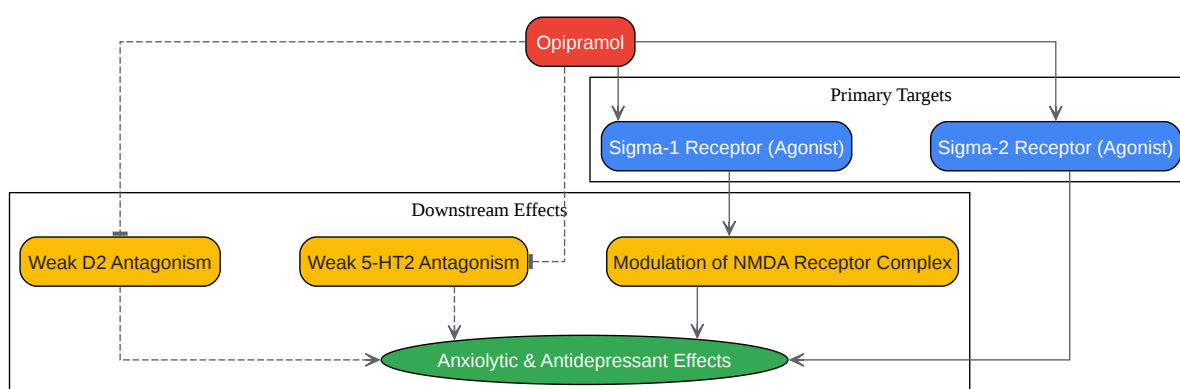 Opipramol
Primary Targets
Sigma-1 Receptor (Agonist)
Sigma-2 Receptor (Agonist)
Downstream Effects
Weak D2 Antagonism
Weak 5-HT2 Antagonism
Modulation of NMDA Receptor Complex
Anxiolytic & Antidepressant Effects